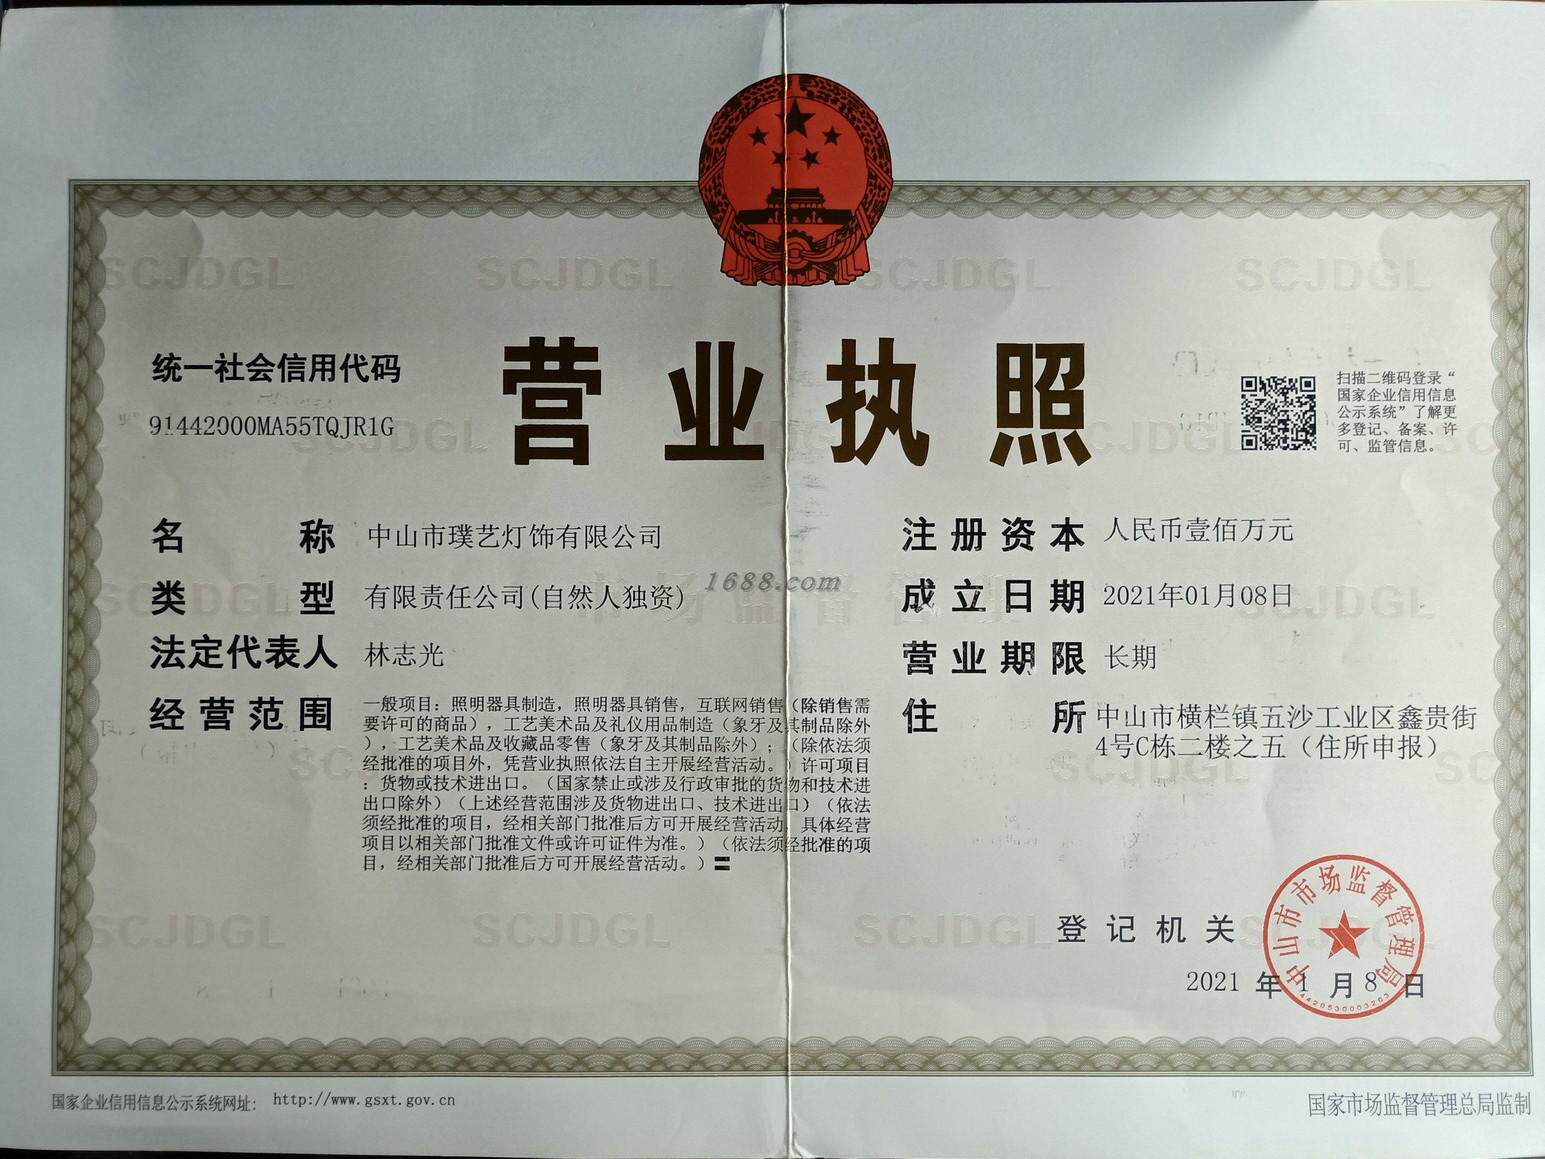 统一社会信用代码
91442000MA55TQJR1G
营业执照
扫描二维码登录“
国家企业信用信息
公示系统”了解更
多登记、备案、许
可、监管信息。
名称 中山市璞艺灯饰有限公司
类型 有限责任公司(自然人独资)
法定代表人 林志光
经营范围 一般项目：照明器具制造，照明器具销售，互联网销售（除销售需
要许可的商品），工艺美术品及礼仪用品制造（象牙及其制品除外
），工艺美术品及收藏品零售（象牙及其制品除外）；（除依法须
经批准的项目外，凭营业执照依法自主开展经营活动。）许可项目
：货物或技术进出口。（国家禁止或涉及行政审批的货物和技术进
出口除外）（上述经营范围涉及货物进出口、技术进出口）（依法
须经批准的项目，经相关部门批准后方可开展经营活动，具体经营
项目以相关部门批准文件或许可证件为准。）（依法须经批准的项
目，经相关部门批准后方可开展经营活动。）
1688.com
注册资本 人民币壹佰万元
成立日期 2021年01月08日
营业期限 长期
住所 中山市横栏镇五沙工业区鑫贵街
4号C栋二楼之五（住所申报）
登记机关
中山市市场监督管理局
4420530003263
2021年1月8日
SCJDGL
市场监督管理
国家企业信用信息公示系统网址：http://www.gsxt.gov.cn
国家市场监督管理总局监制